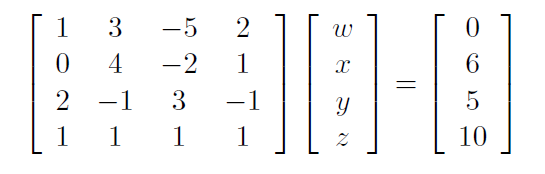 1 3 −5 2 w 0
0 4 −2 1 x 6
2 −1 3 −1 y = 5
1 1 1 1 z 10